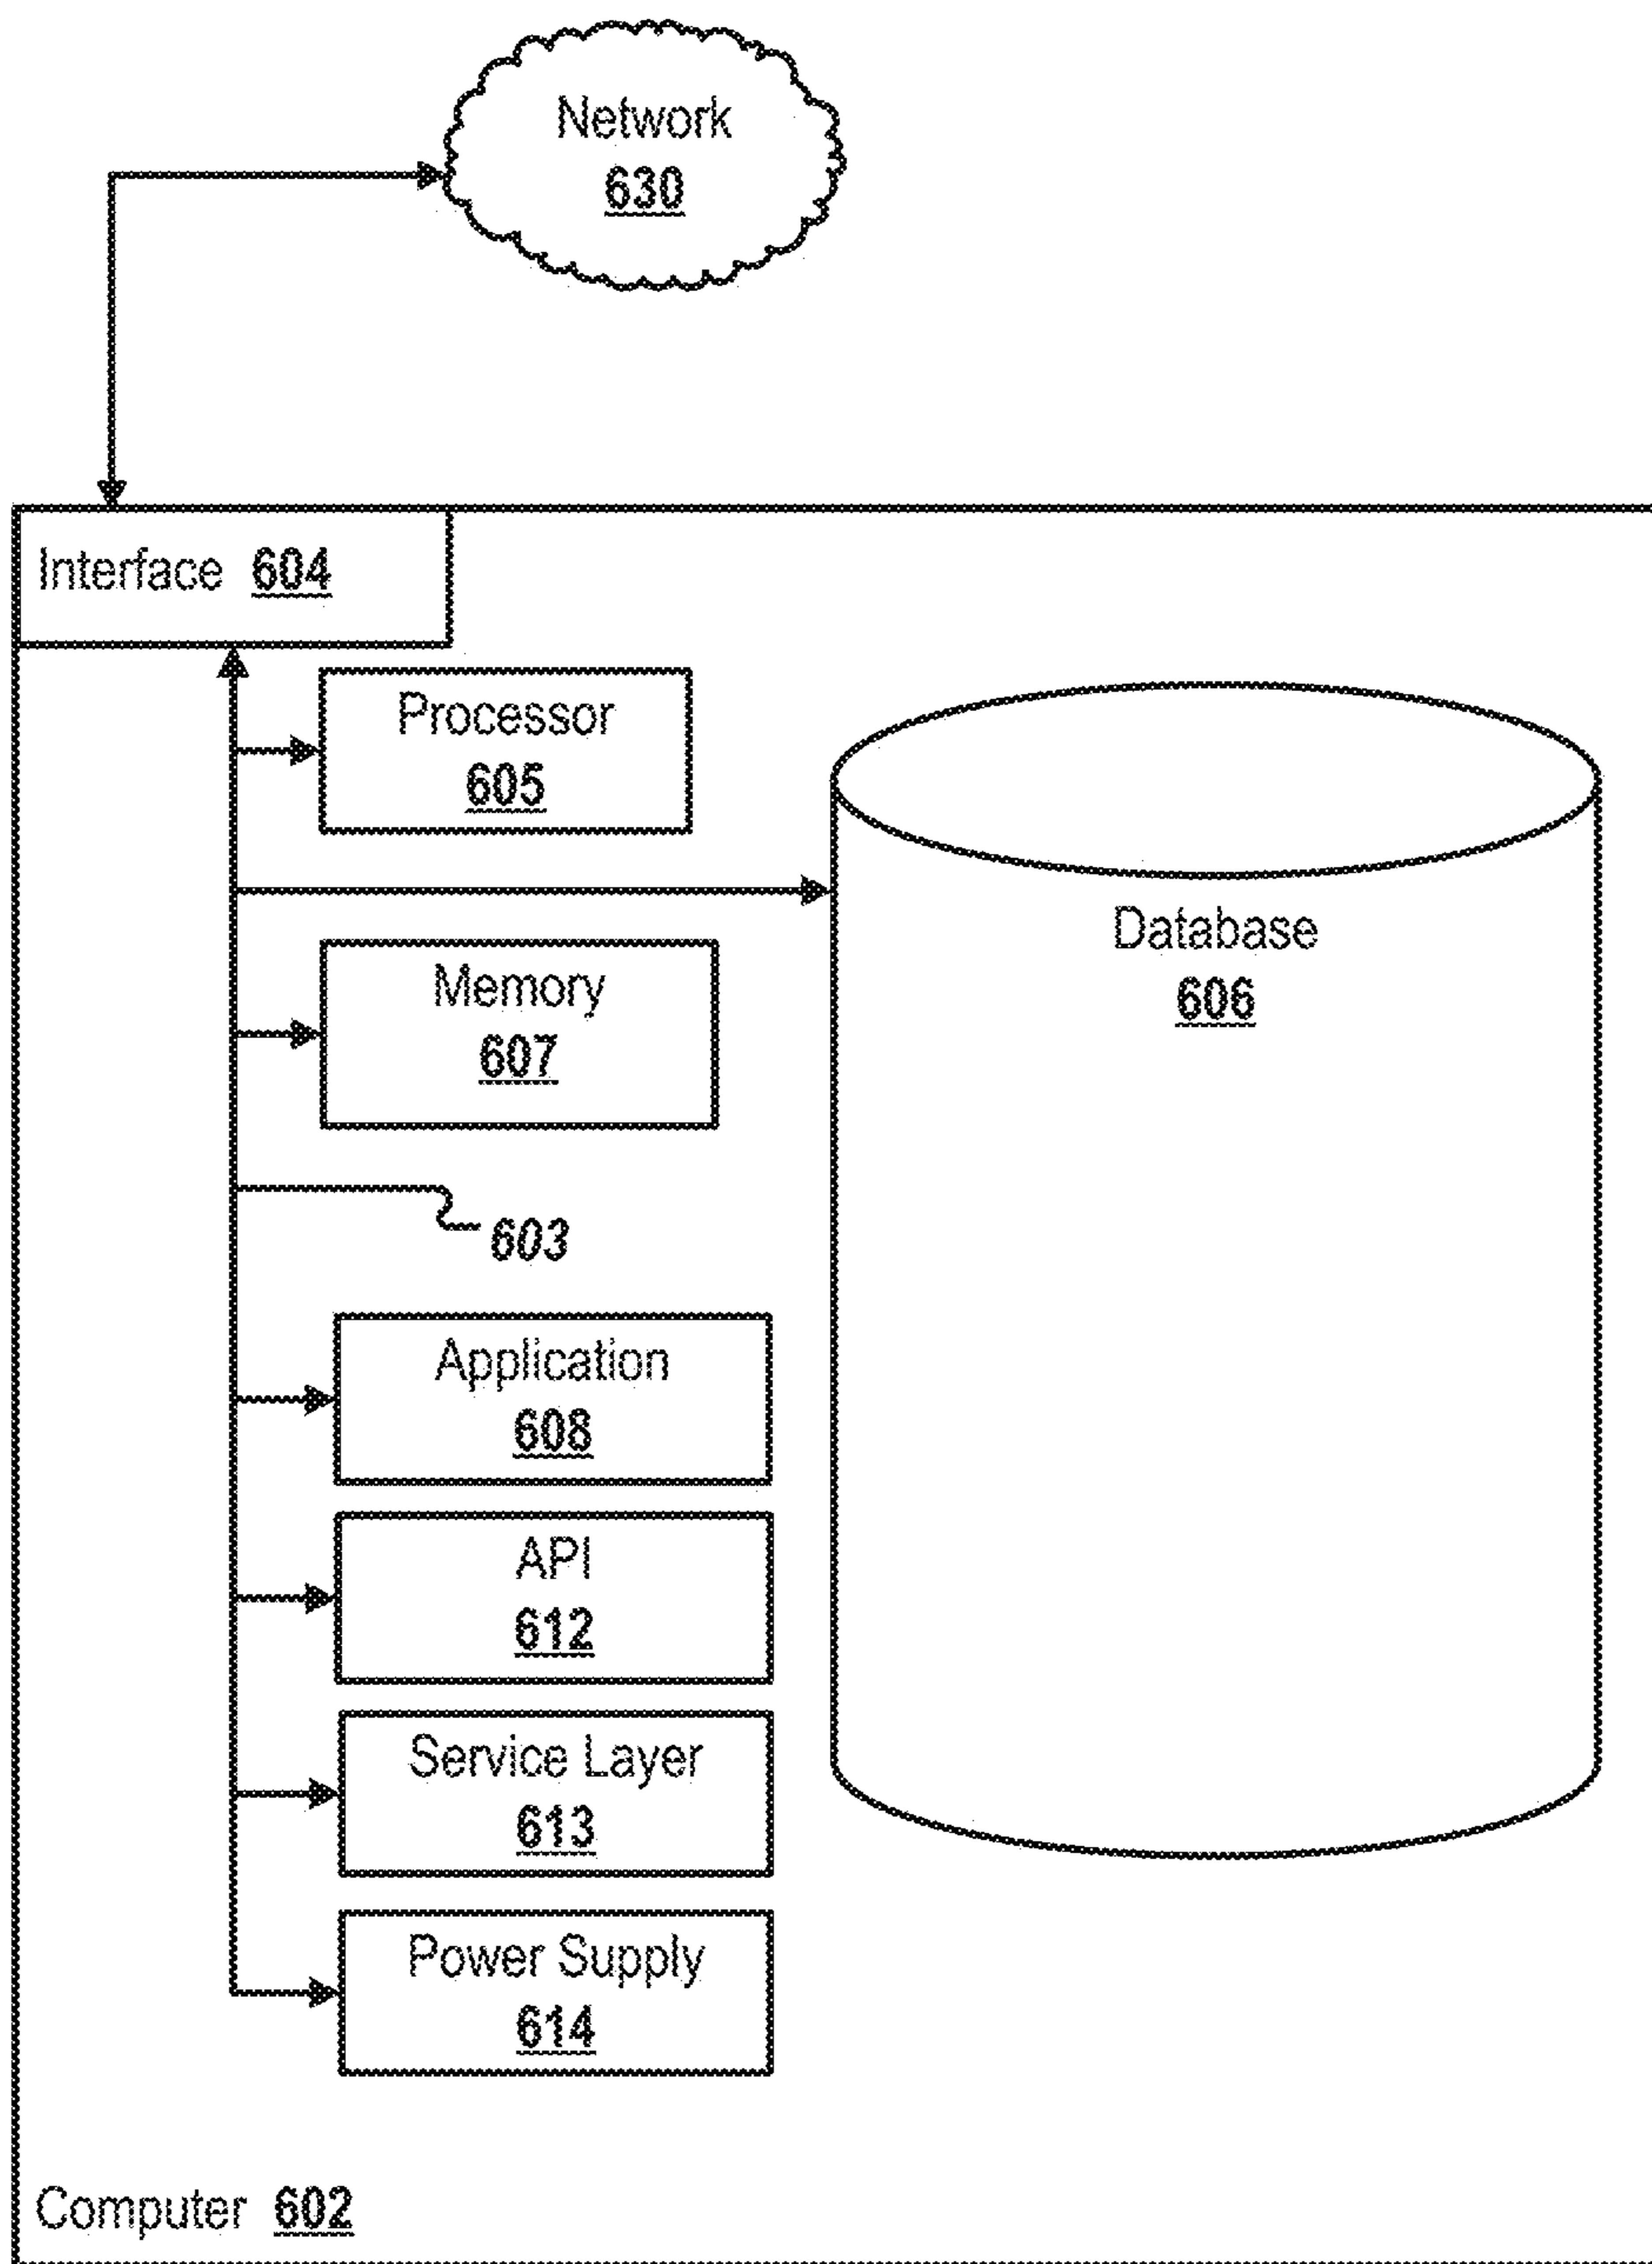 Network
630
Interface 604
Processor
605
Database
606
Memory
607
603
Application
608
API
612
Service Layer
613
Power Supply
614
Computer 602